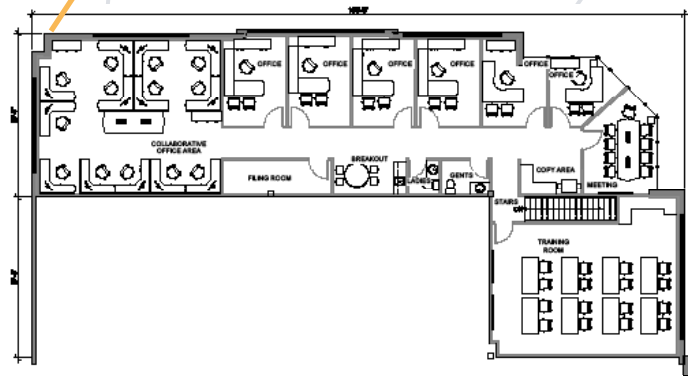 OFFICE
OFFICE
OFFICE
OFFICE
OFFICE
OFFICE
COLLABORATIVE
OFFICE AREA
FILING ROOM
BREAKOUT
LADIES
GENTS
COPY AREA
MEETING
STAIRS
TRAINING
ROOM